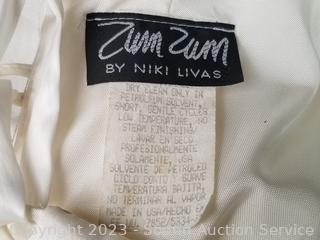 Zum Zum
BY NIKI LIVAS
DRY CLEAN ONLY IN
PETROLEUM SOLVENT,
SHORT, GENTLE CYCLES
LOW TEMPERATURE, NO
STEAM FINISHING/
LAVAR EN SECO
PROFESIONALMENTE
SOLAMENTE, USA
SOLVENTE DE PETROLEO
CICLO CORTO Y SUAVE
TEMPERATURA BAJITA,
NO TERMINAR AL VAPOR
MADE IN USA/HECHO EN
Copyright 2023 - Auction Service